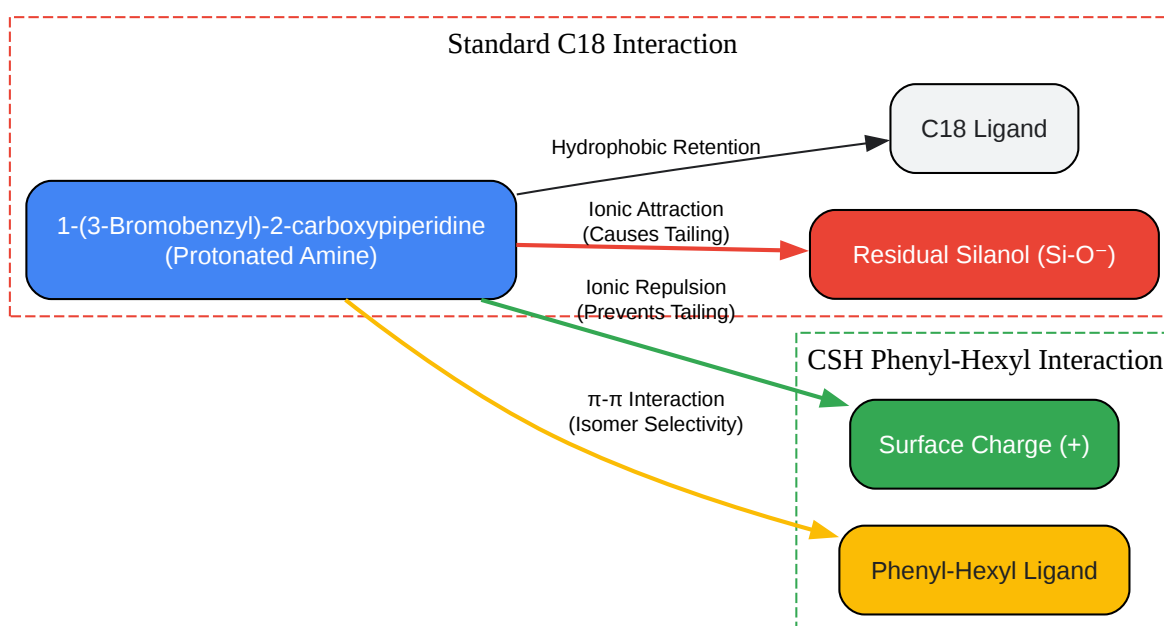 Standard C18 Interaction
C18 Ligand
Hydrophobic Retention
1-(3-Bromobenzyl)-2-carboxypiperidine
(Protonated Amine)
Ionic Attraction
(Causes Tailing)
Residual Silanol (Si-O⁻)
Ionic Repulsion
(Prevents Tailing)
CSH Phenyl-Hexyl Interaction
π-π Interaction
(Isomer Selectivity)
Surface Charge (+)
Phenyl-Hexyl Ligand